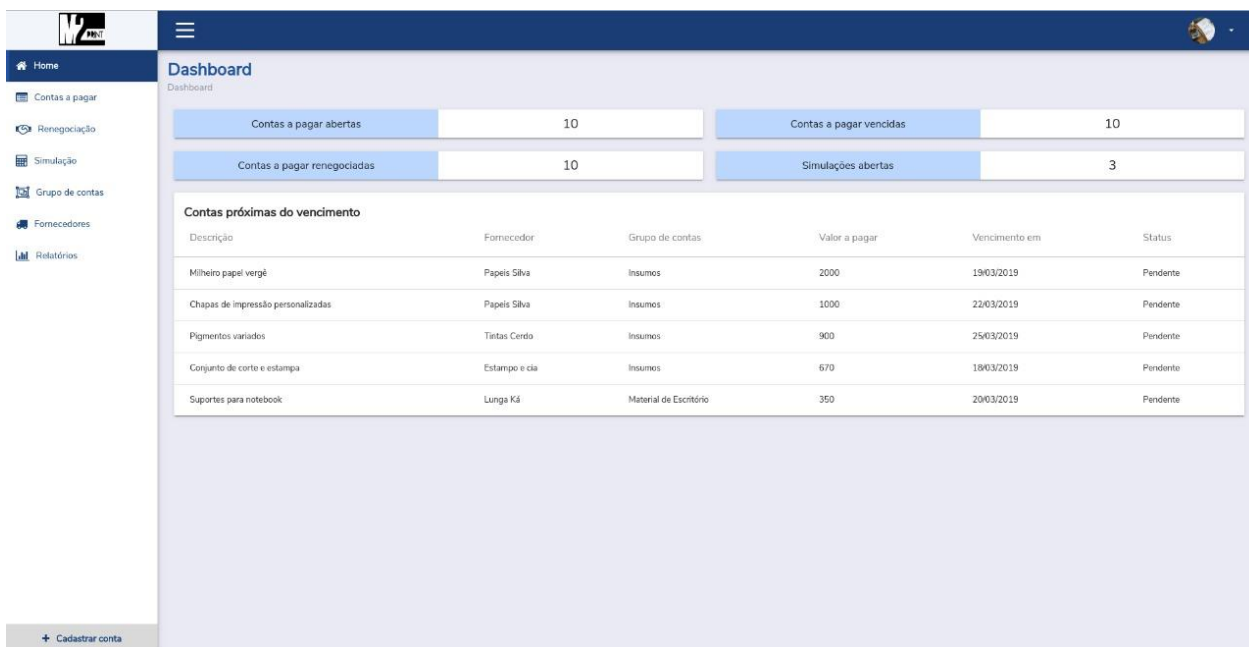 PRINT
Home
Contas a pagar
Renegociação
Simulação
Grupo de contas
Fornecedores
Relatórios
+ Cadastrar conta
Dashboard
Dashboard
Contas a pagar abertas 10 Contas a pagar vencidas 10
Contas a pagar renegociadas 10 Simulações abertas 3
Contas próximas do vencimento
Descrição Fornecedor Grupo de contas Valor a pagar Vencimento em Status
Milheiro papel vergê Papeis Silva Insumos 2000 19/03/2019 Pendente
Chapas de impressão personalizadas Papeis Silva Insumos 1000 22/03/2019 Pendente
Pigmentos variados Tintas Cerdo Insumos 900 25/03/2019 Pendente
Conjunto de corte e estampa Estampo e cia Insumos 670 18/03/2019 Pendente
Suportes para notebook Lunga Ká Material de Escritório 350 20/03/2019 Pendente